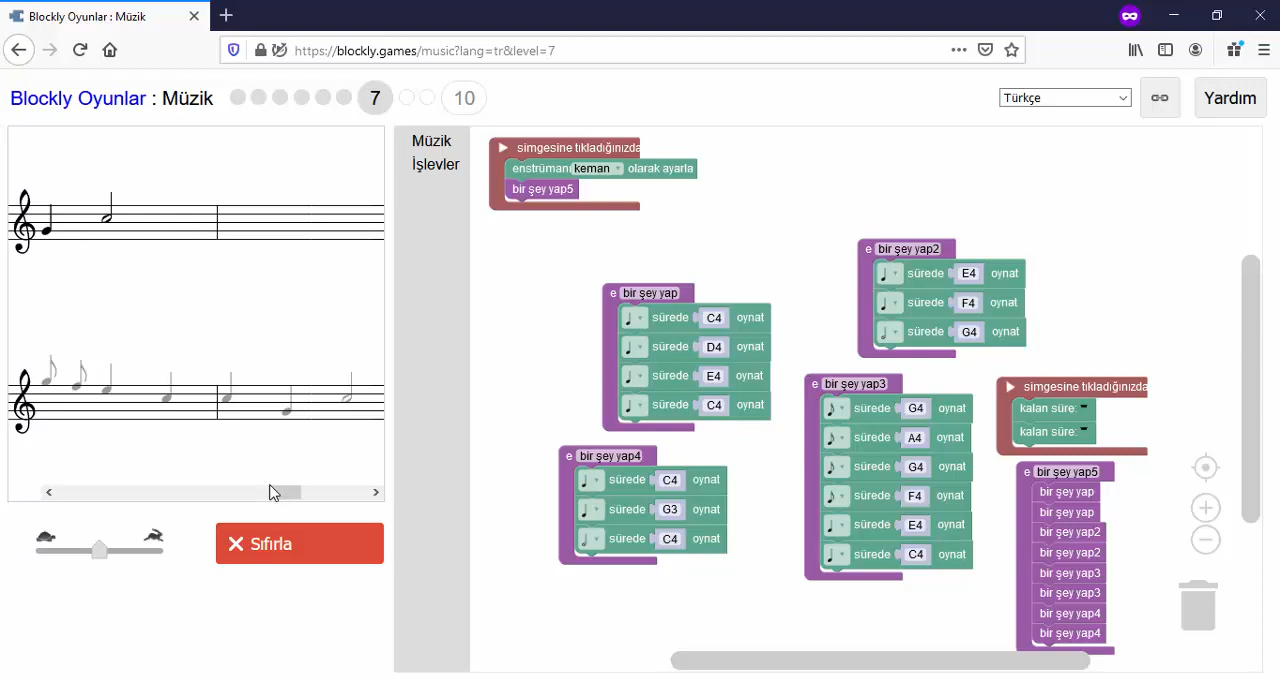 Blockly Oyunlar : Müzik
https://blockly.games/music?lang=tr&level=7
Blockly Oyunlar : Müzik
7
10
Türkçe
Yardım
Müzik
İşlevler
simgesine tıkladığınızda
enstrümanı keman olarak ayarla
bir şey yap5
e bir şey yap2
sürede E4 oynat
sürede F4 oynat
sürede G4 oynat
e bir şey yap
sürede C4 oynat
sürede D4 oynat
sürede E4 oynat
sürede C4 oynat
e bir şey yap3
sürede G4 oynat
sürede A4 oynat
sürede G4 oynat
sürede F4 oynat
sürede E4 oynat
sürede C4 oynat
simgesine tıkladığınızda
kalan süre:
kalan süre:
e bir şey yap4
sürede C4 oynat
sürede G3 oynat
sürede C4 oynat
e bir şey yap5
bir şey yap
bir şey yap
bir şey yap2
bir şey yap2
bir şey yap3
bir şey yap3
bir şey yap4
bir şey yap4
Sıfırla